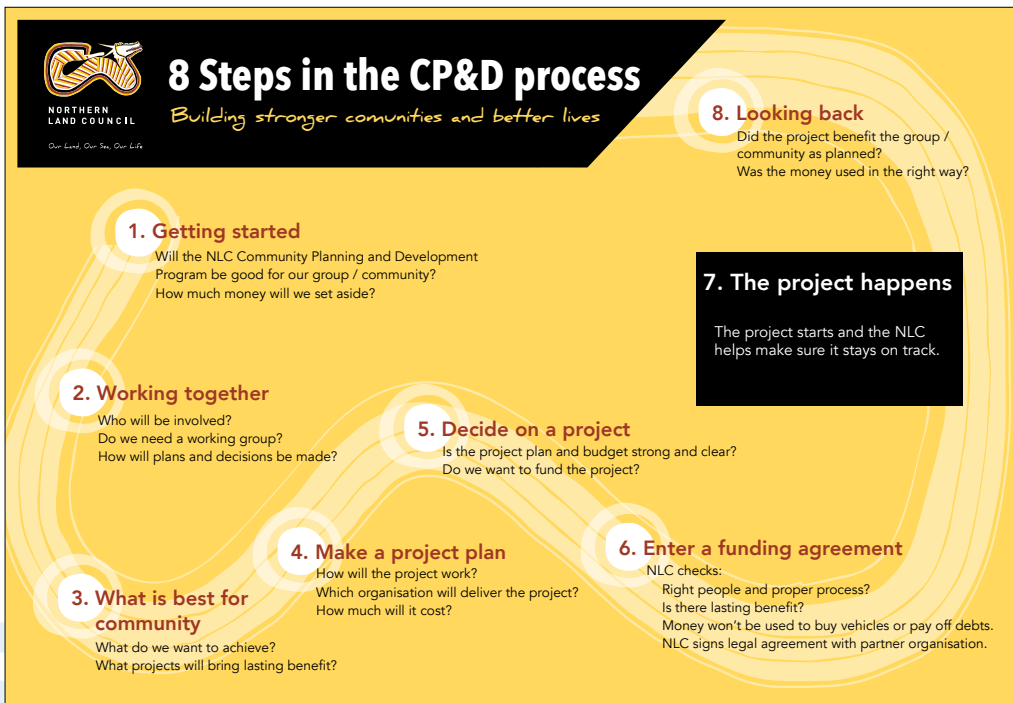 NORTHERN
LAND COUNCIL
Our Land, Our Sea, Our Life
8 Steps in the CP&D process
Building stronger comunities and better lives
1. Getting started
Will the NLC Community Planning and Development
Program be good for our group / community?
How much money will we set aside?
2. Working together
Who will be involved?
Do we need a working group?
How will plans and decisions be made?
3. What is best for
community
What do we want to achieve?
What projects will bring lasting benefit?
4. Make a project plan
How will the project work?
Which organisation will deliver the project?
How much will it cost?
5. Decide on a project
Is the project plan and budget strong and clear?
Do we want to fund the project?
6. Enter a funding agreement
NLC checks:
Right people and proper process?
Is there lasting benefit?
Money won't be used to buy vehicles or pay off debts.
NLC signs legal agreement with partner organisation.
7. The project happens
The project starts and the NLC
helps make sure it stays on track.
8. Looking back
Did the project benefit the group /
community as planned?
Was the money used in the right way?